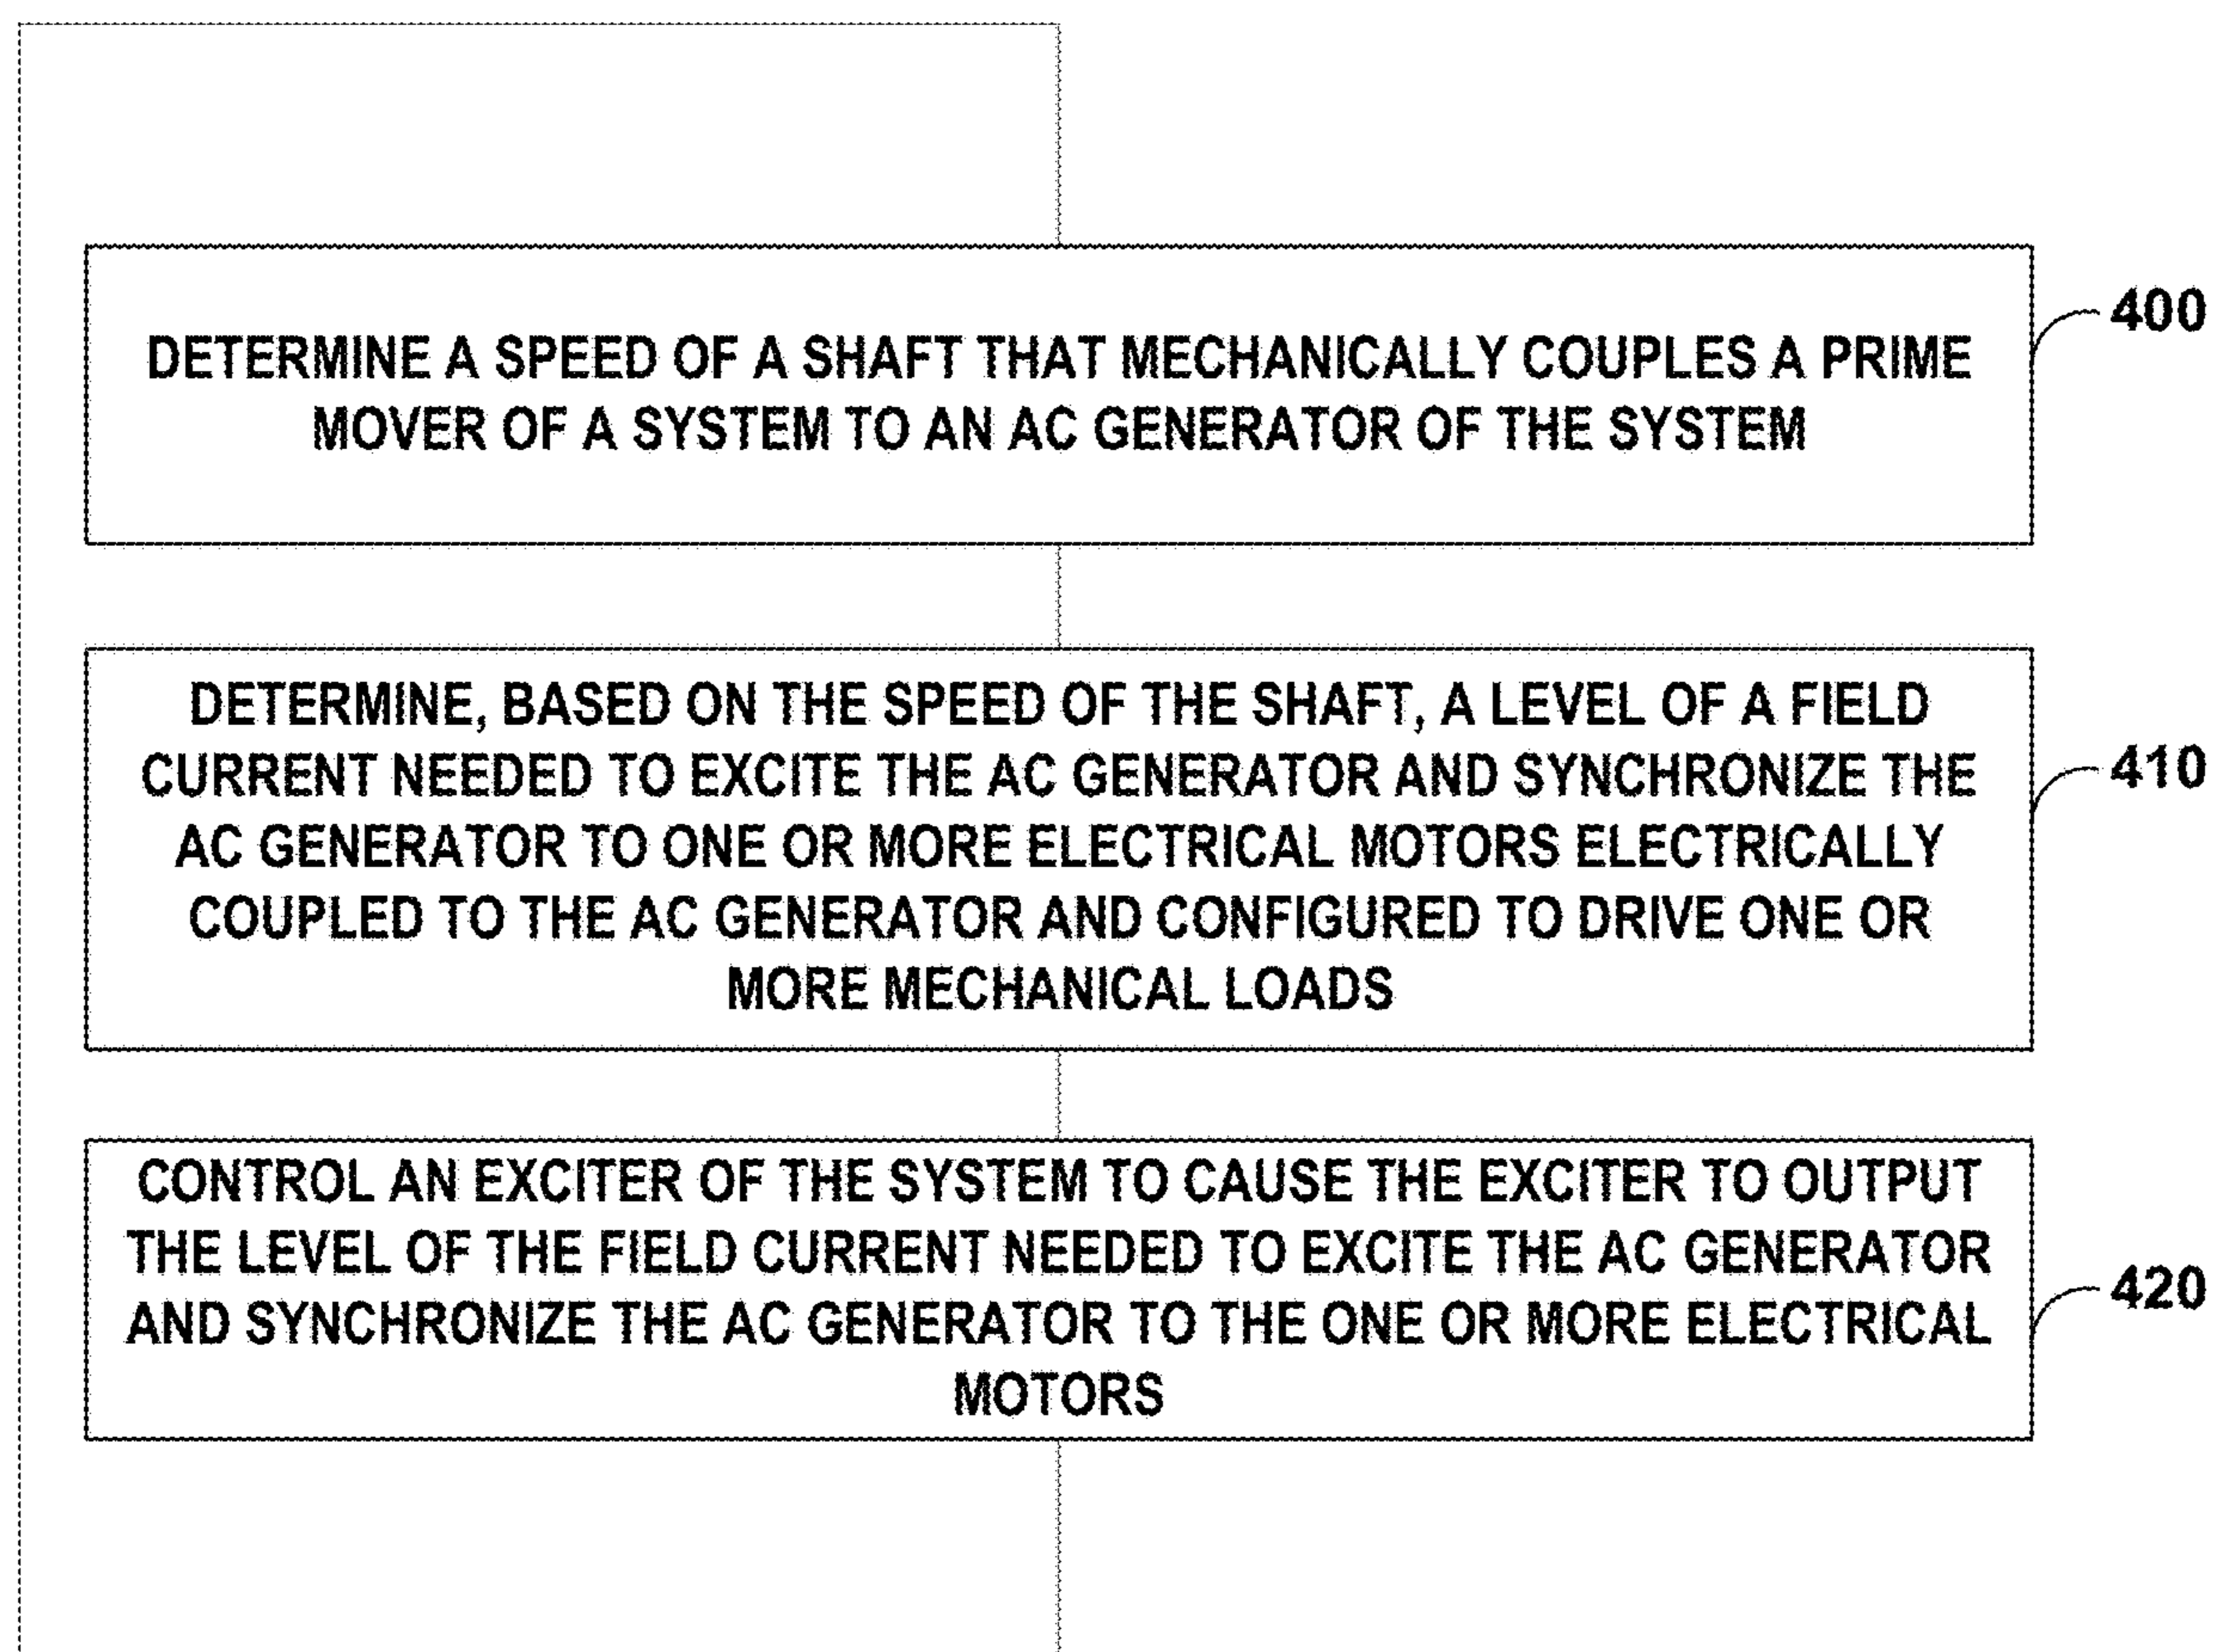 DETERMINE A SPEED OF A SHAFT THAT MECHANICALLY COUPLES A PRIME
MOVER OF A SYSTEM TO AN AC GENERATOR OF THE SYSTEM
400
DETERMINE, BASED ON THE SPEED OF THE SHAFT, A LEVEL OF A FIELD
CURRENT NEEDED TO EXCITE THE AC GENERATOR AND SYNCHRONIZE THE
AC GENERATOR TO ONE OR MORE ELECTRICAL MOTORS ELECTRICALLY
COUPLED TO THE AC GENERATOR AND CONFIGURED TO DRIVE ONE OR
MORE MECHANICAL LOADS
410
CONTROL AN EXCITER OF THE SYSTEM TO CAUSE THE EXCITER TO OUTPUT
THE LEVEL OF THE FIELD CURRENT NEEDED TO EXCITE THE AC GENERATOR
AND SYNCHRONIZE THE AC GENERATOR TO THE ONE OR MORE ELECTRICAL
MOTORS
420